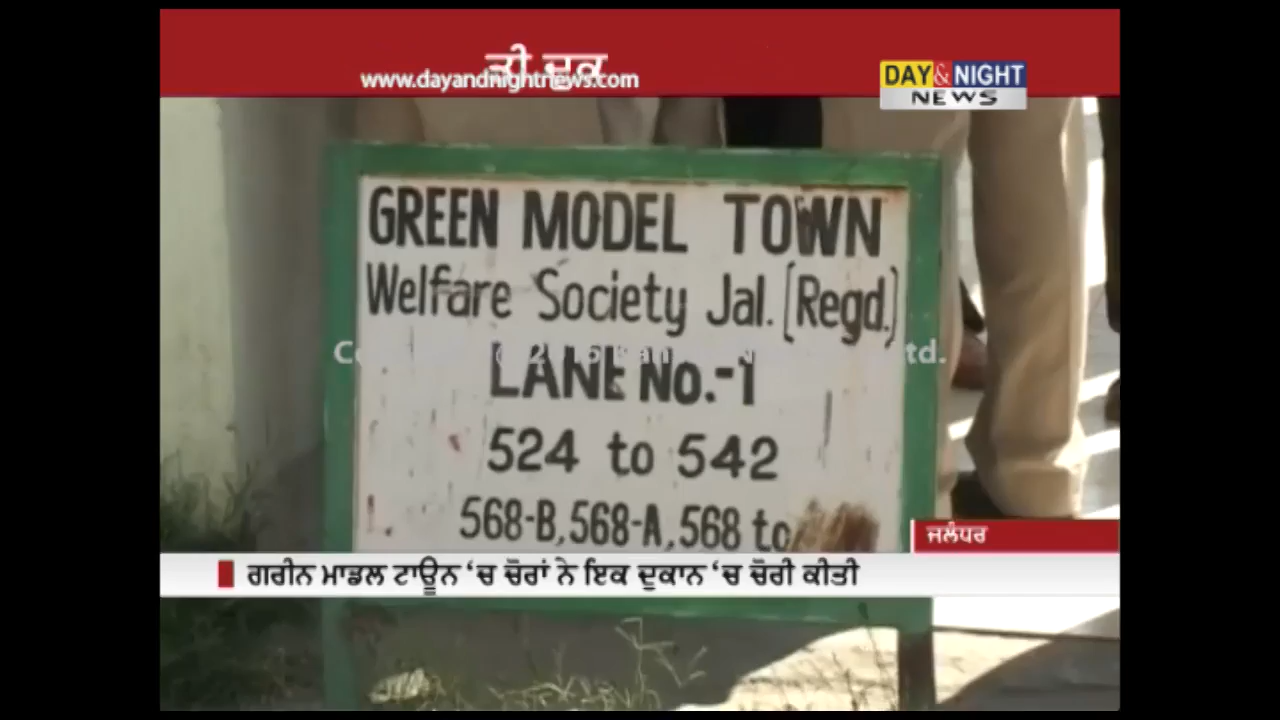 www.dayandnightnews.com
DAY&NIGHT
NEWS
GREEN MODEL TOWN
Welfare Society Jal. (Regd.)
LANE No.-1
524 to 542
568-B, 568-A, 568 to
ਜਲੰਧਰ
ਗਰੀਨ ਮਾਡਲ ਟਾਊਨ ‘ਚ ਚੋਰਾਂ ਨੇ ਇਕ ਦੁਕਾਨ ‘ਚ ਚੋਰੀ ਕੀਤੀ